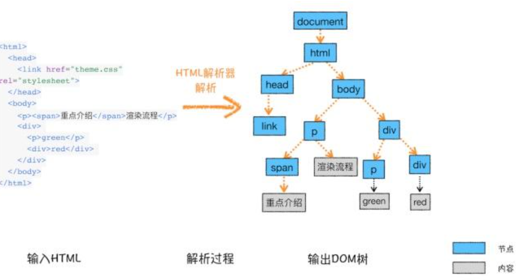 <html>
<head>
<link href="theme.css"
rel="stylesheet">
</head>
<body>
<p><span>重点介绍</span>渲染流程</p>
<div>
<p>green</p>
<div>red</div>
</div>
</body>
</html>
HTML解析器
解析
document
html
head
body
link
p
div
span
渲染流程
p
div
重点介绍
green
red
输入HTML
解析过程
输出DOM树
节点
内容